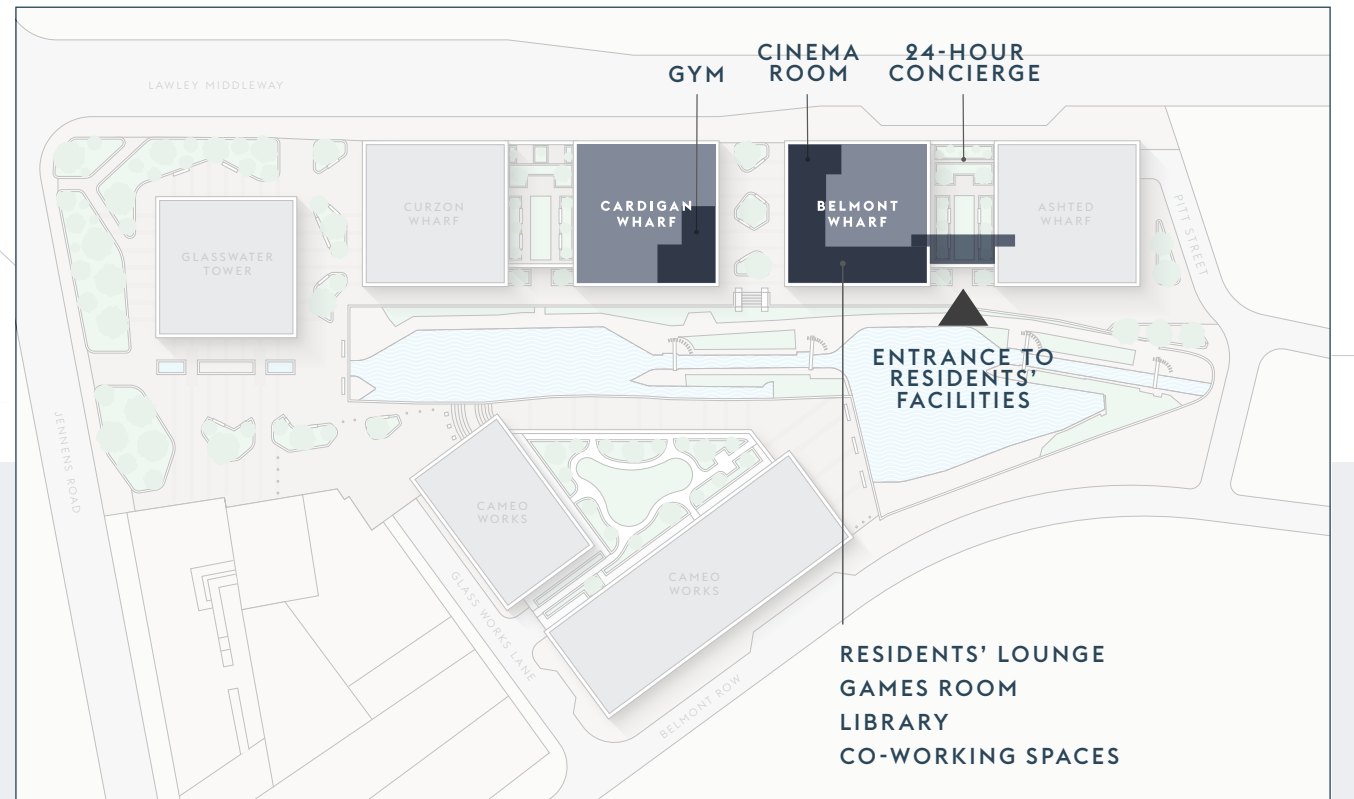 CINEMA
ROOM
24-HOUR
CONCIERGE
GYM
LAWLEY MIDDLEWAY
CURZON
WHARF
CARDIGAN
WHARF
BELMONT
WHARF
ASHTED
WHARF
PITT STREET
GLASSWATER
TOWER
ENTRANCE TO
RESIDENTS’
FACILITIES
JENNENS ROAD
CAMEO
WORKS
CAMEO
WORKS
GLASS WORKS LANE
BELMONT ROW
RESIDENTS’ LOUNGE
GAMES ROOM
LIBRARY
CO-WORKING SPACES